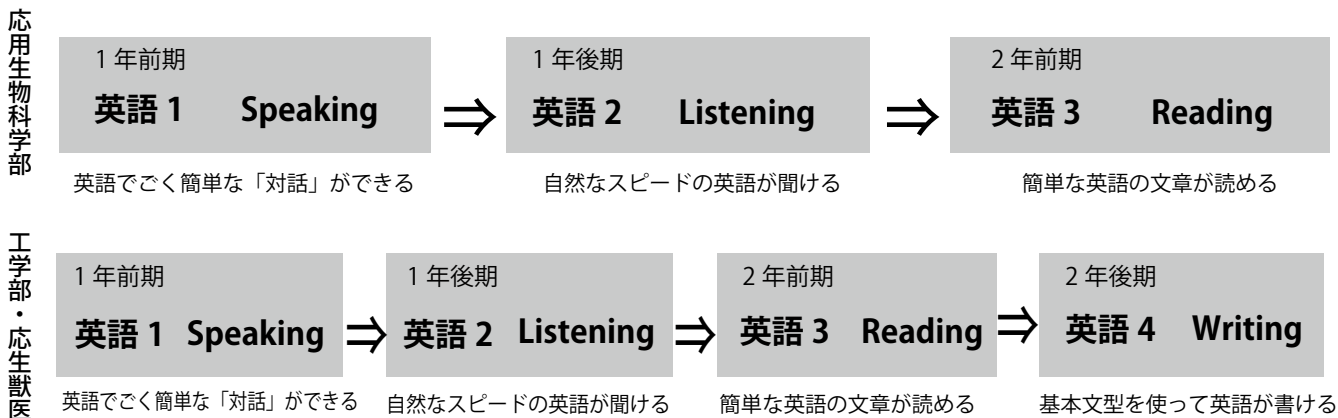 応用生物科学部
1 年前期
英語 1 Speaking
⇒
1 年後期
英語 2 Listening
⇒
2 年前期
英語 3 Reading
英語でごく簡単な「対話」ができる
自然なスピードの英語が聞ける
簡単な英語の文章が読める
工学部・応生獣医
1 年前期
英語 1 Speaking
⇒
1 年後期
英語 2 Listening
⇒
2 年前期
英語 3 Reading
⇒
2 年後期
英語 4 Writing
英語でごく簡単な「対話」ができる
自然なスピードの英語が聞ける
簡単な英語の文章が読める
基本文型を使って英語が書ける